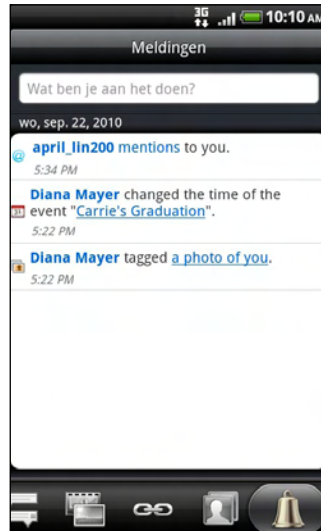 3G 10:10 AM
Meldingen
Wat ben je aan het doen?
wo, sep. 22, 2010
@ april_lin200 mentions to you.
5:34 PM
Diana Mayer changed the time of the
31 event "Carrie's Graduation".
5:22 PM
Diana Mayer tagged a photo of you.
5:22 PM